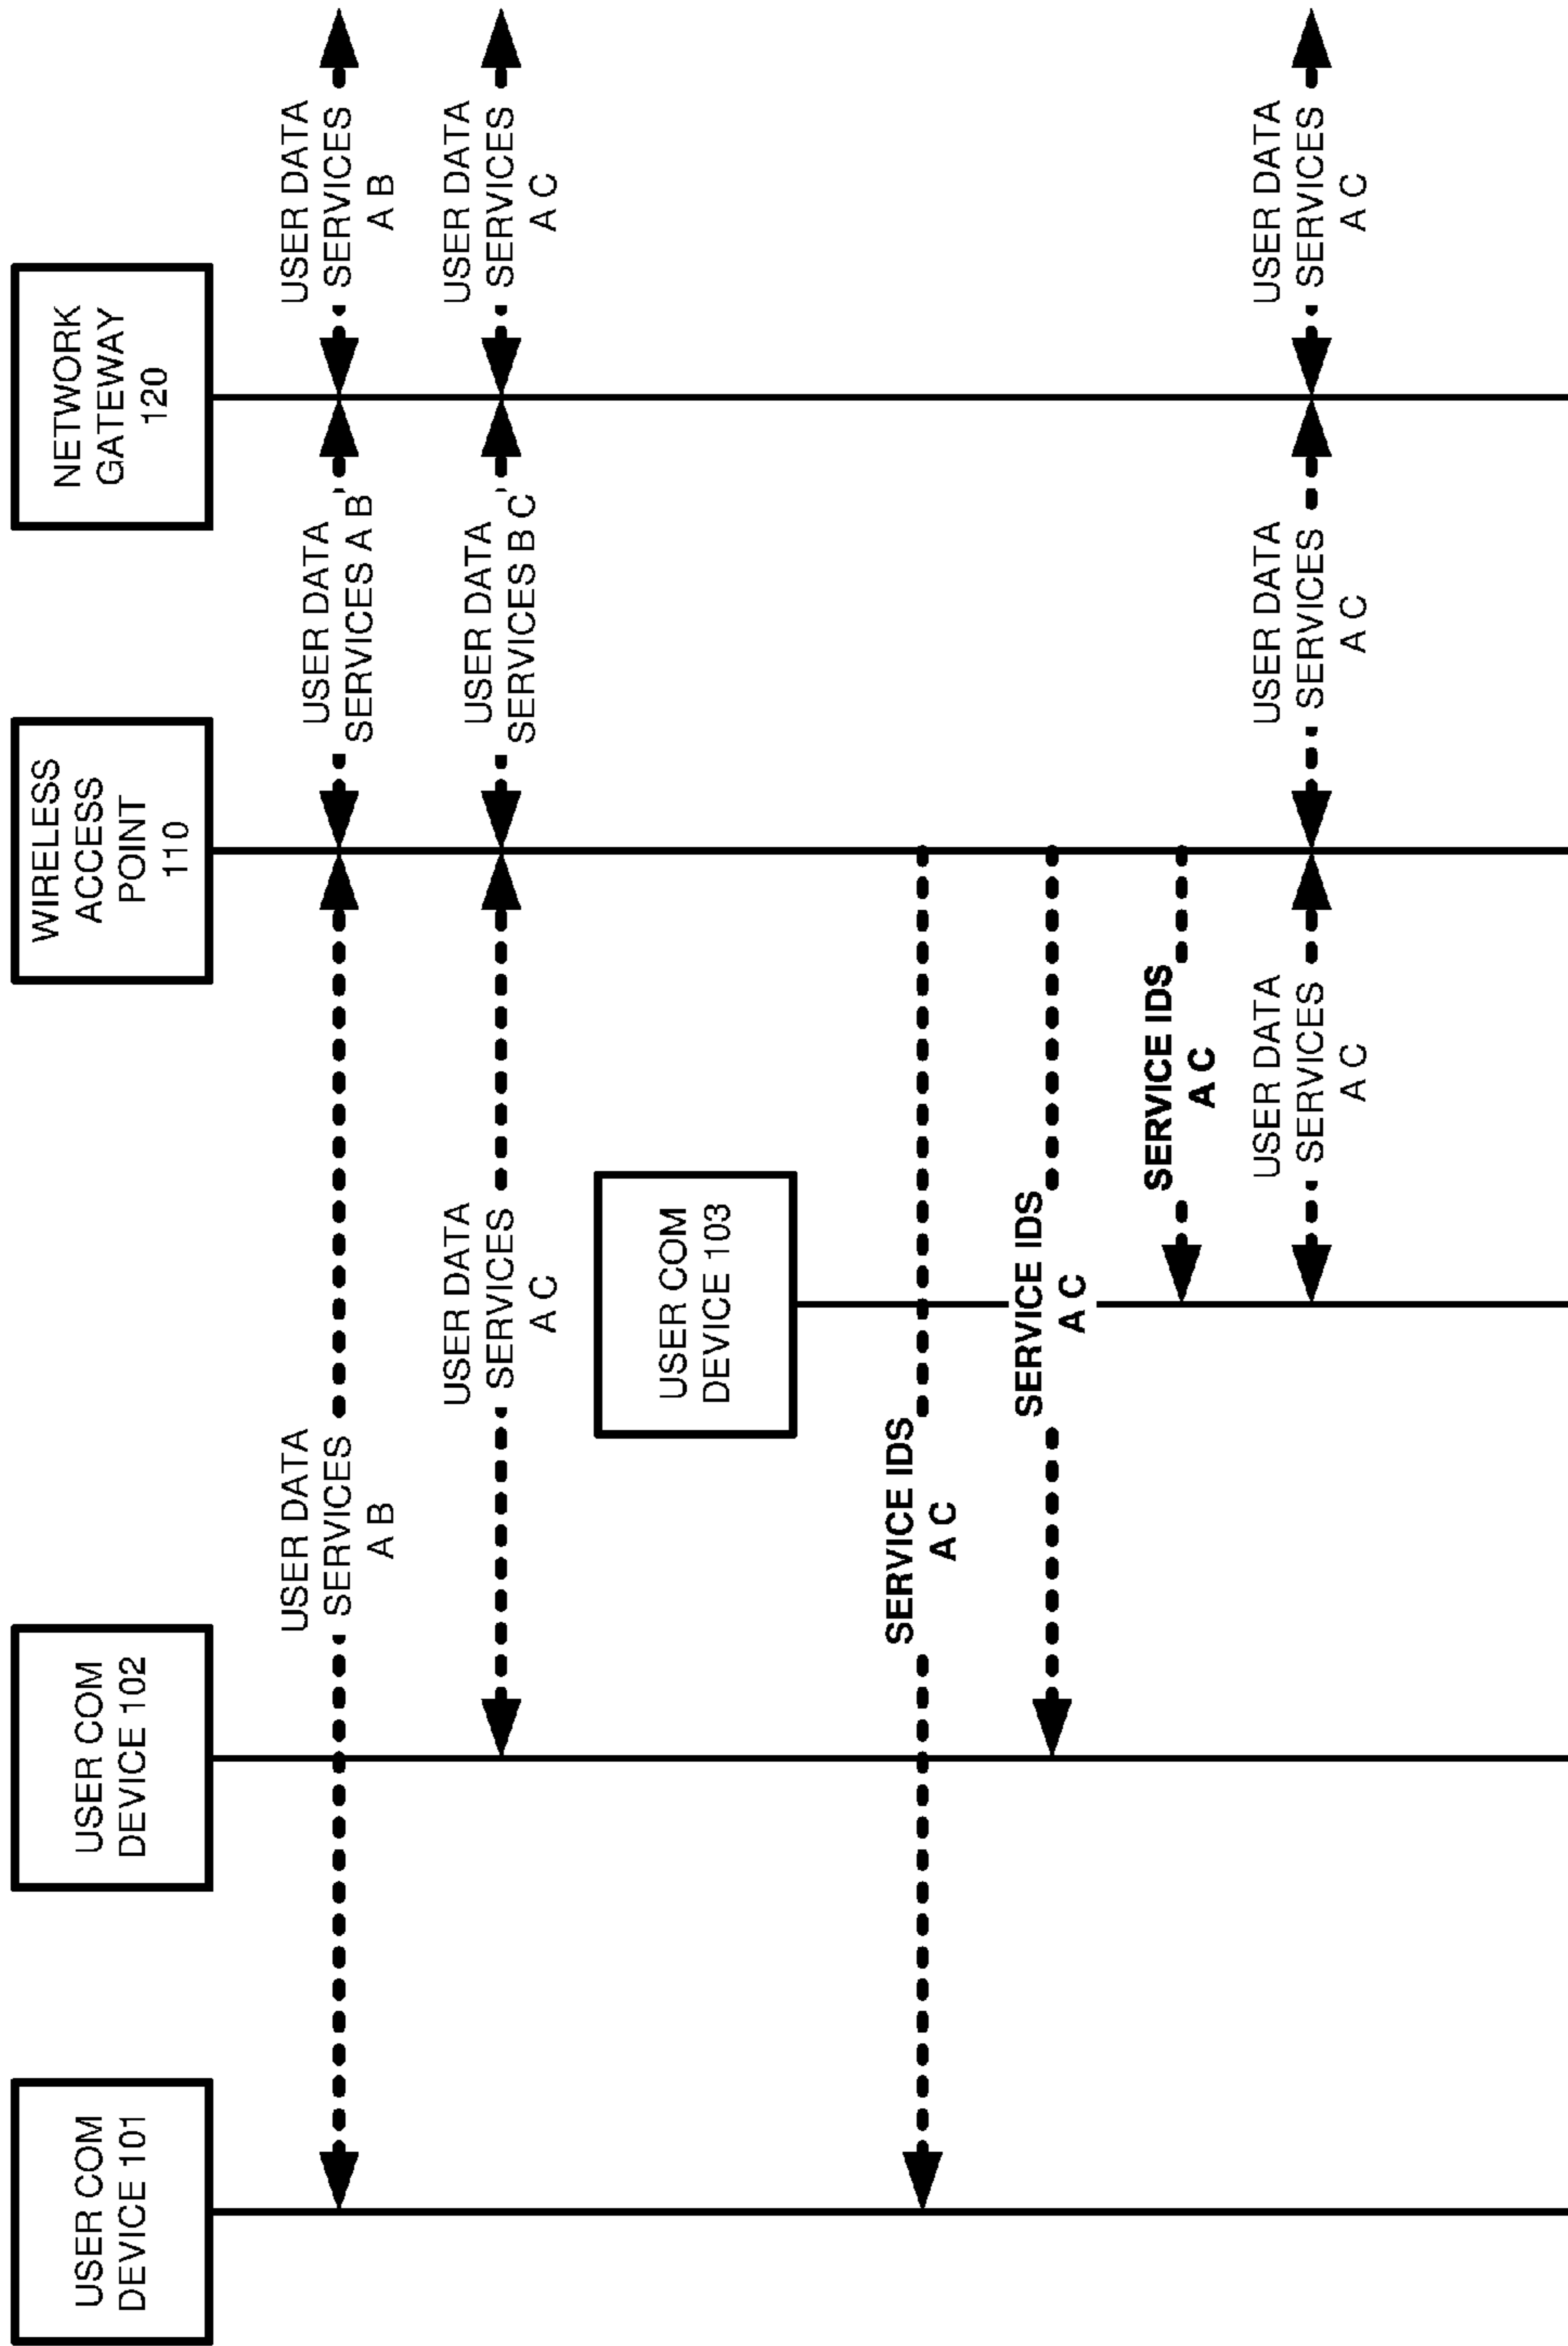 USER COM
DEVICE 101
USER COM
DEVICE 102
WIRELESS
ACCESS
POINT
110
NETWORK
GATEWAY
120
USER DATA
SERVICES
A B
USER DATA
SERVICES A B
USER DATA
SERVICES
A B
USER DATA
SERVICES
A C
USER DATA
SERVICES B C
USER DATA
SERVICES
A C
USER COM
DEVICE 103
SERVICE IDS
A C
SERVICE IDS
A C
SERVICE IDS
A C
USER DATA
SERVICES
A C
USER DATA
SERVICES
A C
USER DATA
SERVICES
A C